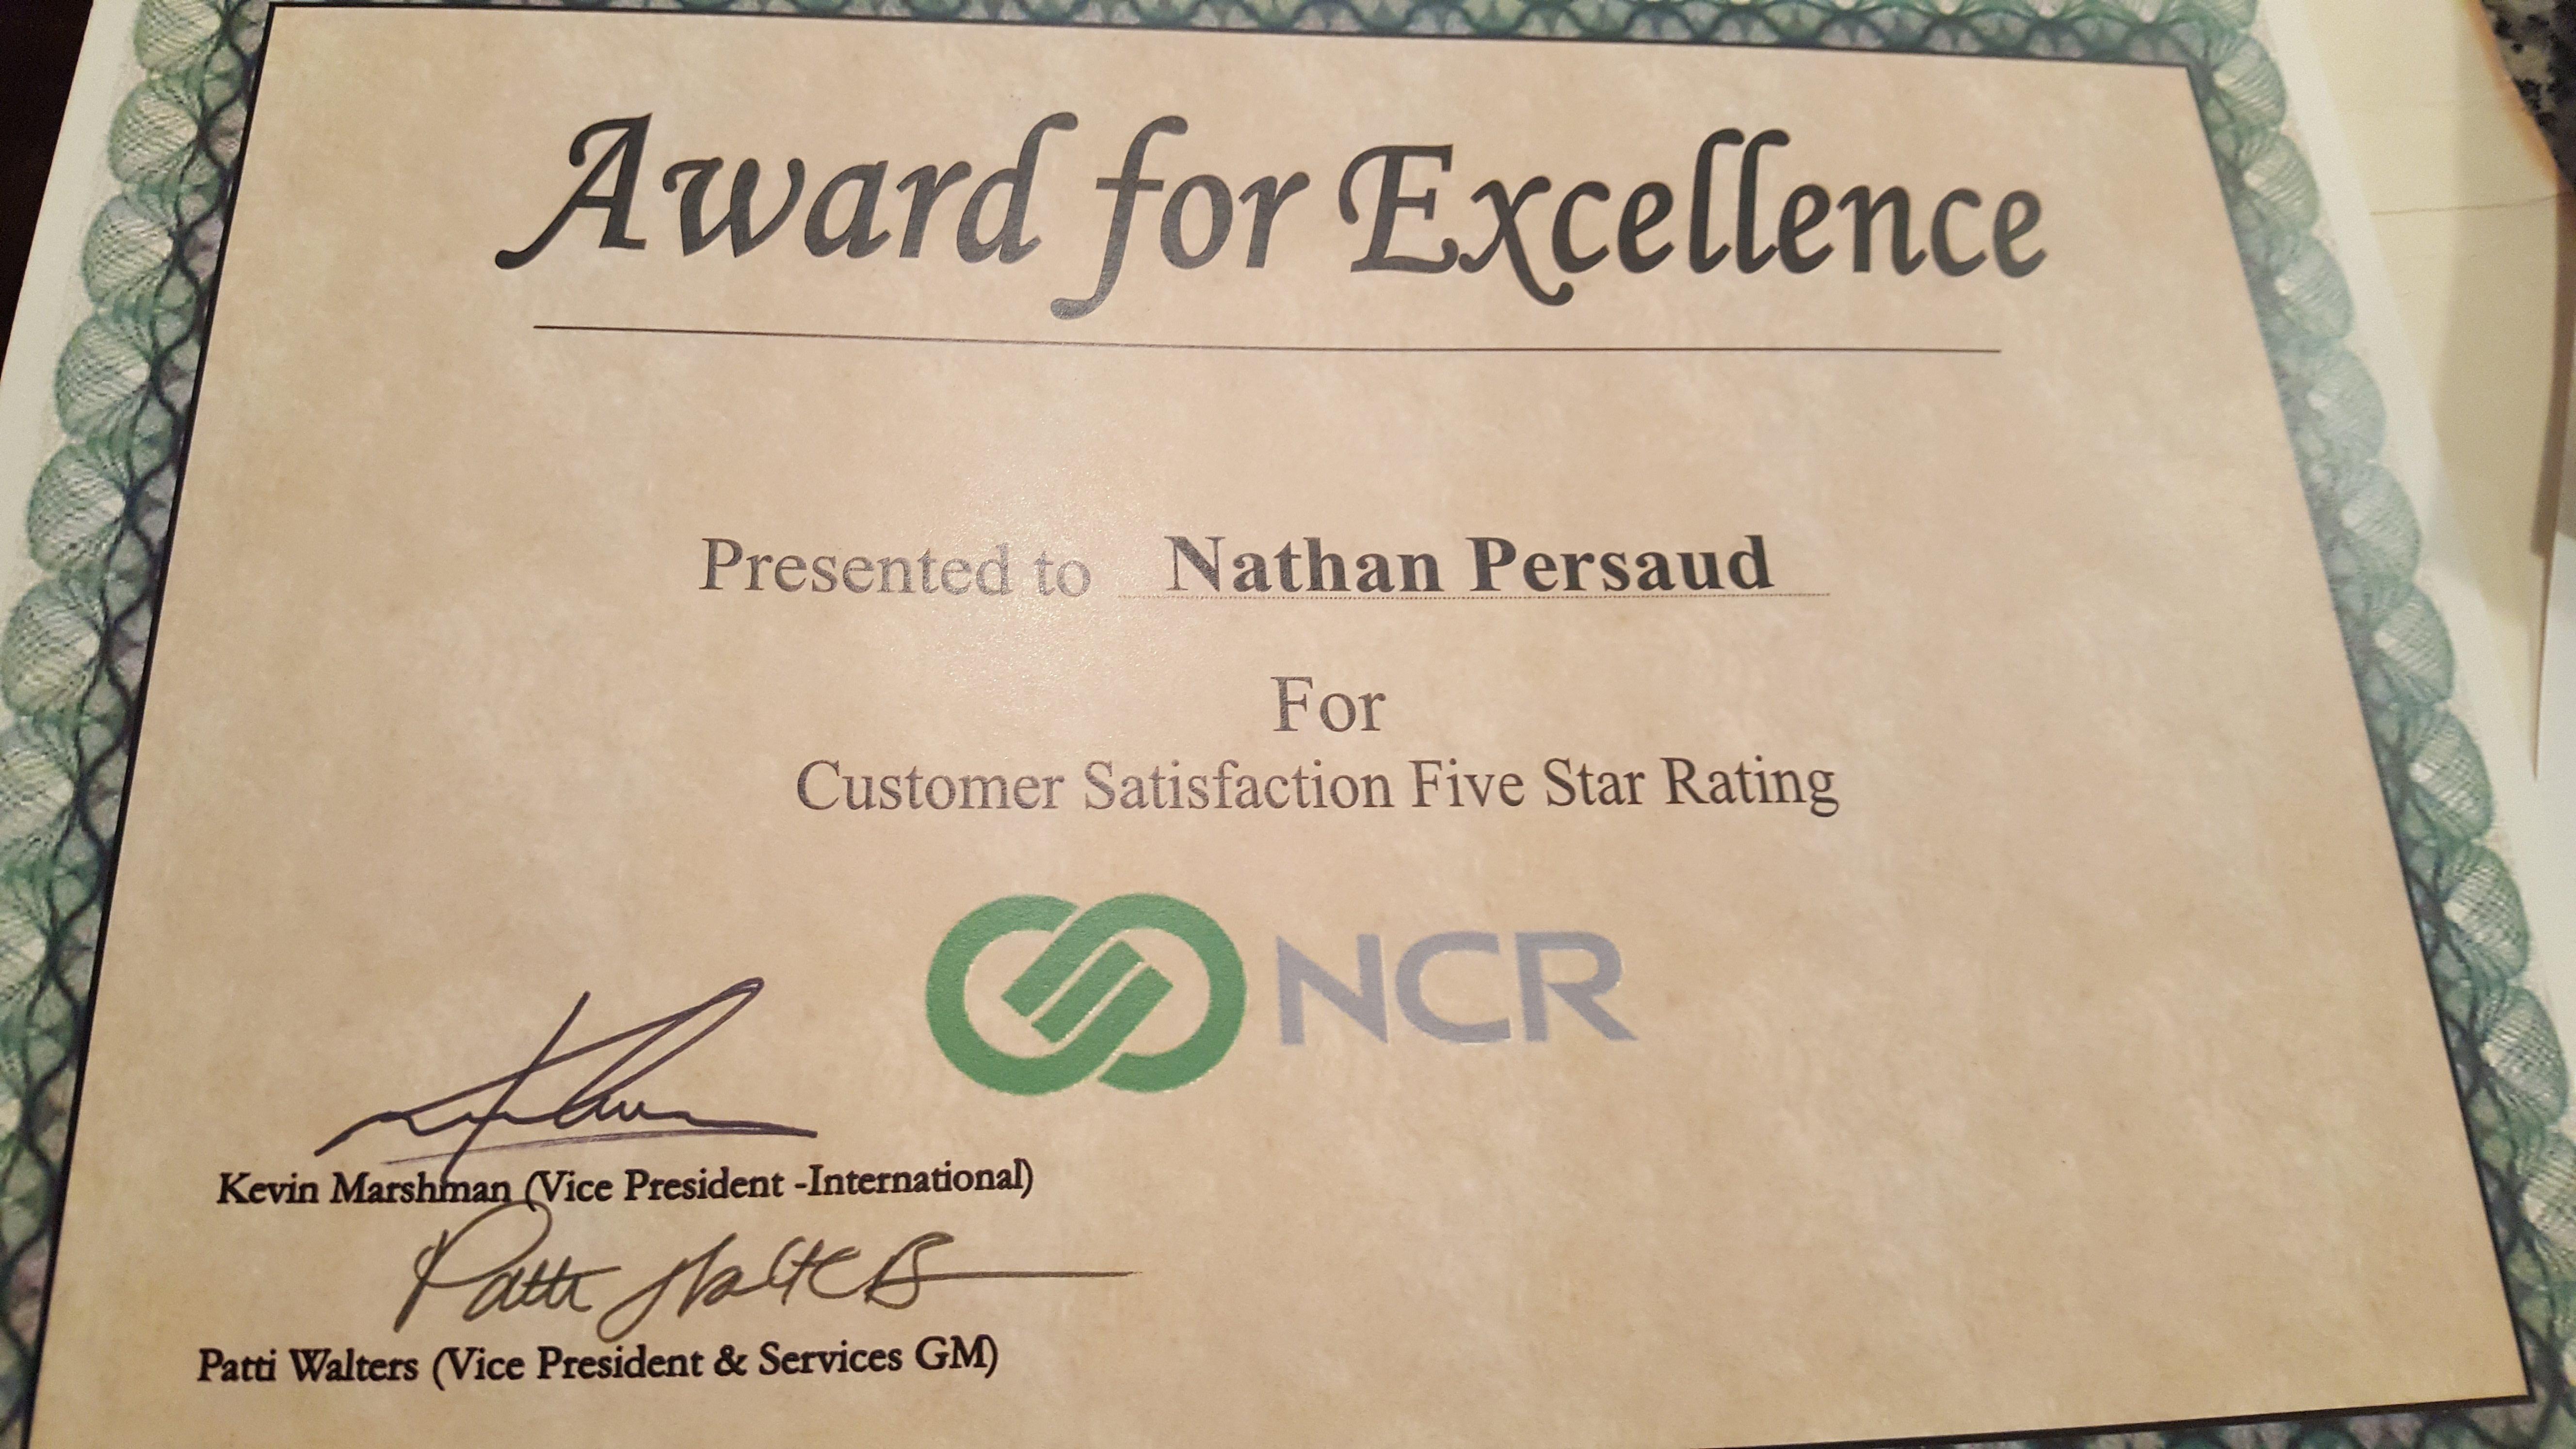 Award for Excellence
Presented to Nathan Persaud
For
Customer Satisfaction Five Star Rating
NCR
Kevin Marshman (Vice President -International)
Patti Walters
Patti Walters (Vice President & Services GM)